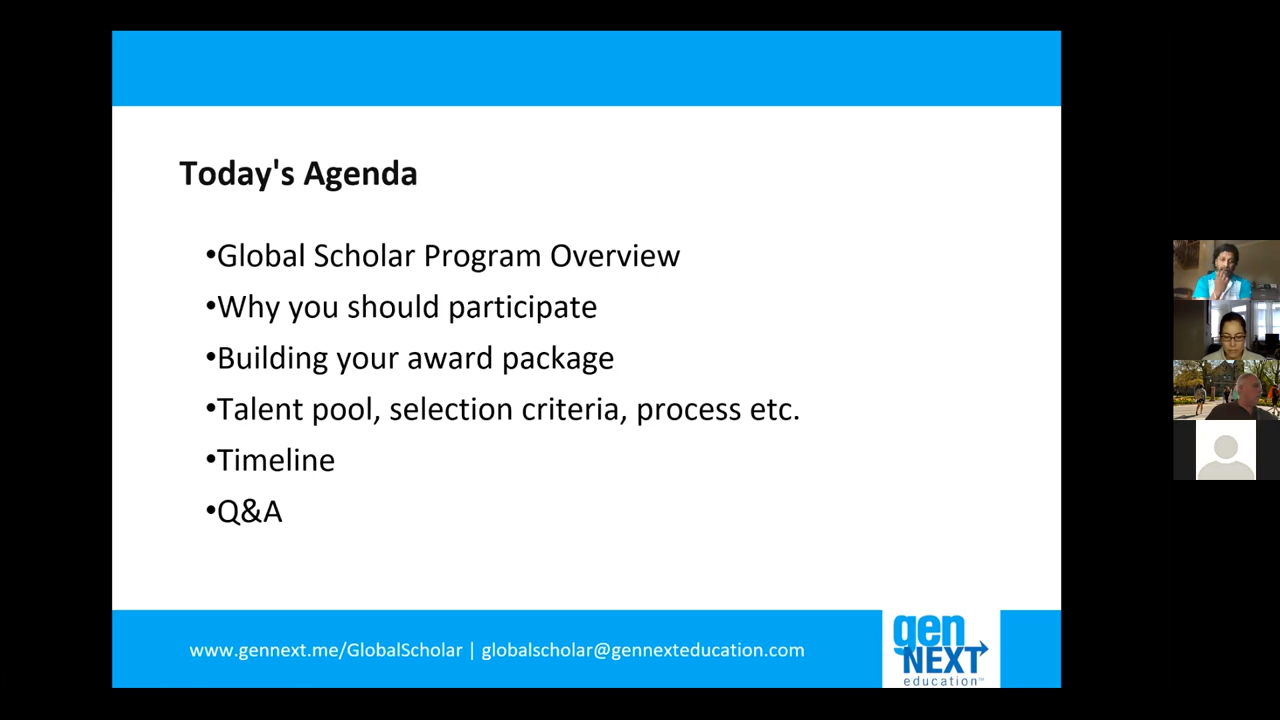 Today's Agenda
•Global Scholar Program Overview
•Why you should participate
•Building your award package
•Talent pool, selection criteria, process etc.
•Timeline
•Q&A
www.gennext.me/GlobalScholar | globalscholar@gennexteducation.com
gen
NEXT
education™